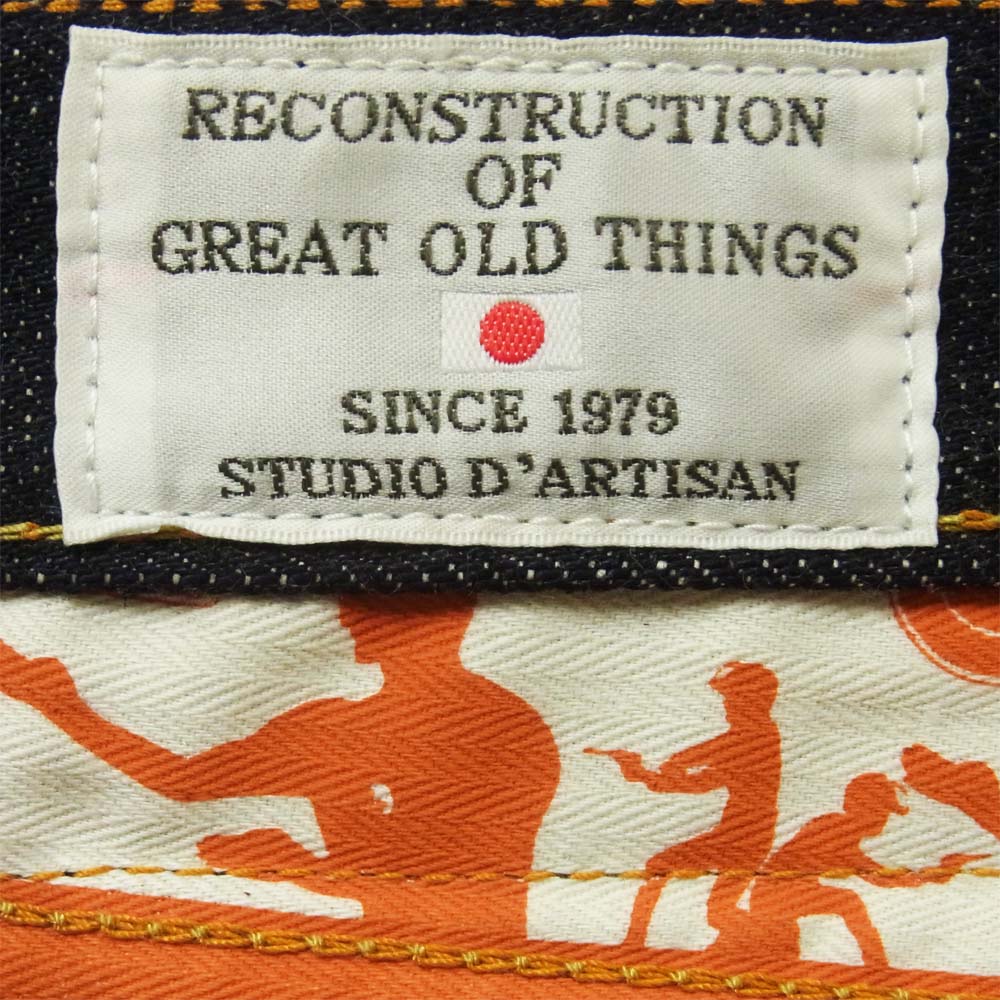 RECONSTRUCTION
OF
GREAT OLD THINGS
SINCE 1979
STUDIO D'ARTISAN